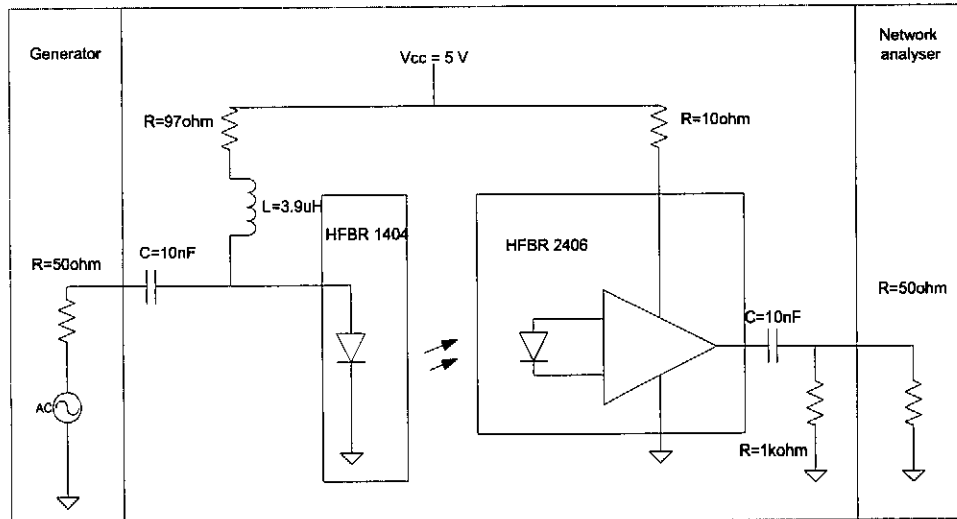 Generator
Network
analyser
Vcc = 5 V
R=97ohm
R=10ohm
L=3.9uH
HFBR 1404
HFBR 2406
C=10nF
R=50ohm
R=50ohm
C=10nF
AC
R=1kohm